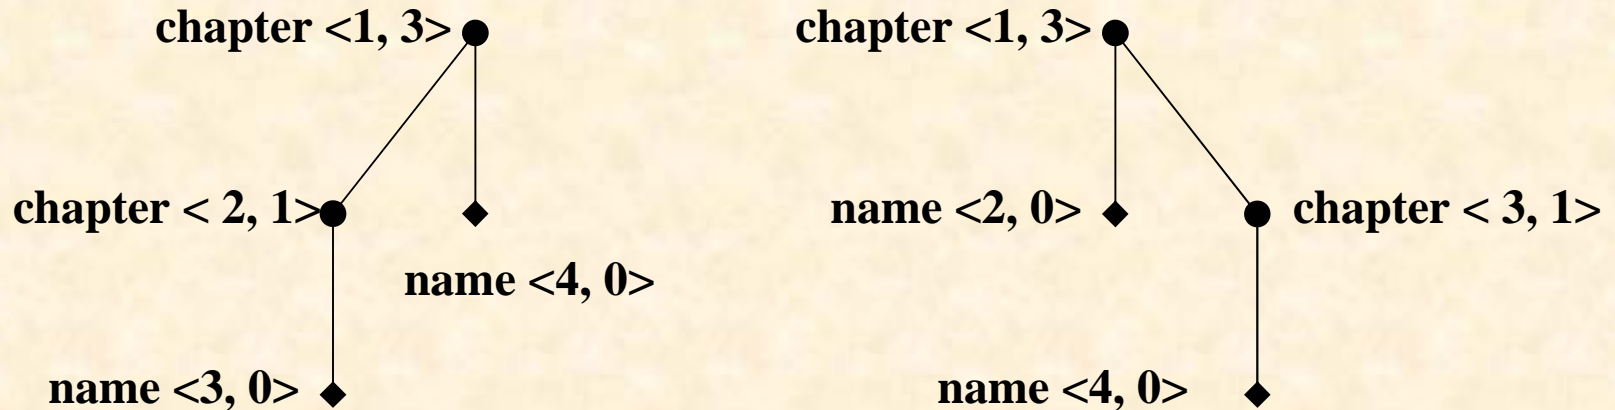 chapter <1, 3>
chapter < 2, 1>
name <4, 0>
name <3, 0>
chapter <1, 3>
name <2, 0>
chapter < 3, 1>
name <4, 0>